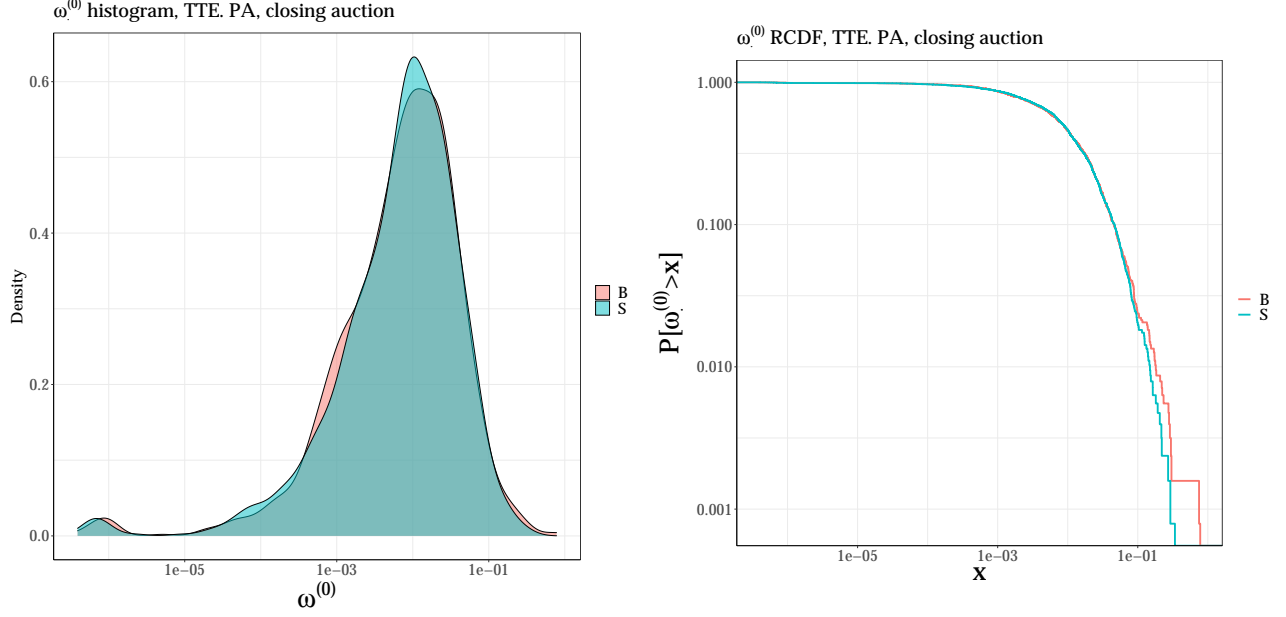 ω.⁽⁰⁾ histogram, TTE. PA, closing auction
Density
0.6
0.4
0.2
0.0
1e−05 1e−03 1e−01
ω⁽⁰⁾
B
S
ω.⁽⁰⁾ RCDF, TTE. PA, closing auction
P[ω.⁽⁰⁾>x]
1.000
0.100
0.010
0.001
1e−05 1e−03 1e−01
x
B
S